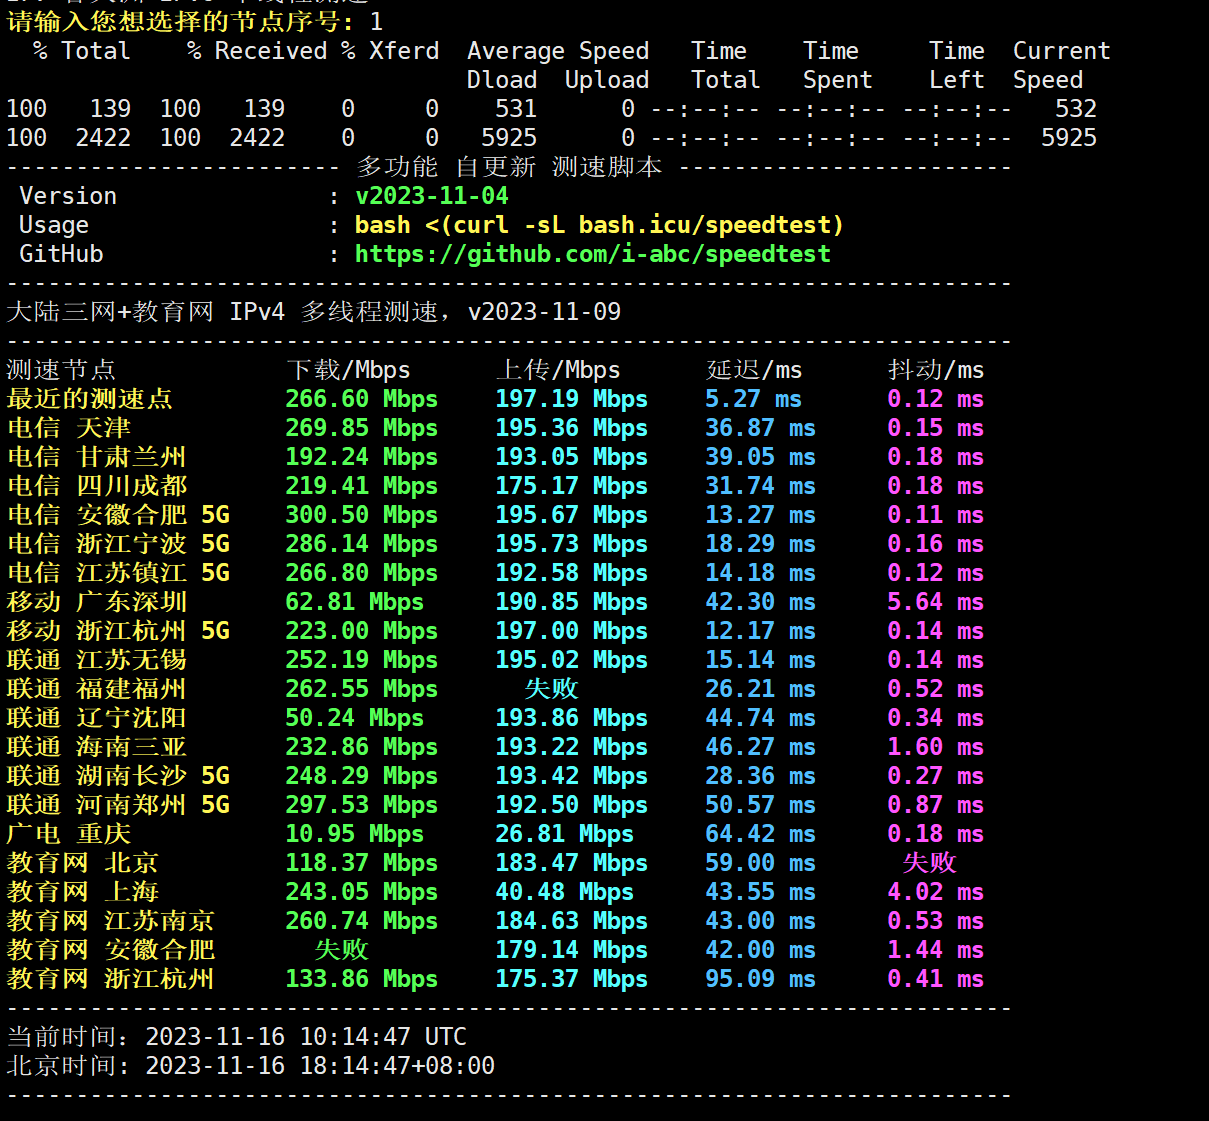 请输入您想选择的节点序号: 1
% Total % Received % Xferd Average Speed Time Time Time Current
Dload Upload Total Spent Left Speed
100 139 100 139 0 0 531 0 --:--:-- --:--:-- --:--:-- 532
100 2422 100 2422 0 0 5925 0 --:--:-- --:--:-- --:--:-- 5925
------------------------ 多功能 自更新 测速脚本 ------------------------
Version : v2023-11-04
Usage : bash <(curl -sL bash.icu/speedtest)
GitHub : https://github.com/i-abc/speedtest
------------------------------------------------------------------------
大陆三网+教育网 IPv4 多线程测速，v2023-11-09
------------------------------------------------------------------------
测速节点 下载/Mbps 上传/Mbps 延迟/ms 抖动/ms
最近的测速点 266.60 Mbps 197.19 Mbps 5.27 ms 0.12 ms
电信 天津 269.85 Mbps 195.36 Mbps 36.87 ms 0.15 ms
电信 甘肃兰州 192.24 Mbps 193.05 Mbps 39.05 ms 0.18 ms
电信 四川成都 219.41 Mbps 175.17 Mbps 31.74 ms 0.18 ms
电信 安徽合肥 5G 300.50 Mbps 195.67 Mbps 13.27 ms 0.11 ms
电信 浙江宁波 5G 286.14 Mbps 195.73 Mbps 18.29 ms 0.16 ms
电信 江苏镇江 5G 266.80 Mbps 192.58 Mbps 14.18 ms 0.12 ms
移动 广东深圳 62.81 Mbps 190.85 Mbps 42.30 ms 5.64 ms
移动 浙江杭州 5G 223.00 Mbps 197.00 Mbps 12.17 ms 0.14 ms
联通 江苏无锡 252.19 Mbps 195.02 Mbps 15.14 ms 0.14 ms
联通 福建福州 262.55 Mbps 失败 26.21 ms 0.52 ms
联通 辽宁沈阳 50.24 Mbps 193.86 Mbps 44.74 ms 0.34 ms
联通 海南三亚 232.86 Mbps 193.22 Mbps 46.27 ms 1.60 ms
联通 湖南长沙 5G 248.29 Mbps 193.42 Mbps 28.36 ms 0.27 ms
联通 河南郑州 5G 297.53 Mbps 192.50 Mbps 50.57 ms 0.87 ms
广电 重庆 10.95 Mbps 26.81 Mbps 64.42 ms 0.18 ms
教育网 北京 118.37 Mbps 183.47 Mbps 59.00 ms 失败
教育网 上海 243.05 Mbps 40.48 Mbps 43.55 ms 4.02 ms
教育网 江苏南京 260.74 Mbps 184.63 Mbps 43.00 ms 0.53 ms
教育网 安徽合肥 失败 179.14 Mbps 42.00 ms 1.44 ms
教育网 浙江杭州 133.86 Mbps 175.37 Mbps 95.09 ms 0.41 ms
------------------------------------------------------------------------
当前时间: 2023-11-16 10:14:47 UTC
北京时间: 2023-11-16 18:14:47+08:00
------------------------------------------------------------------------